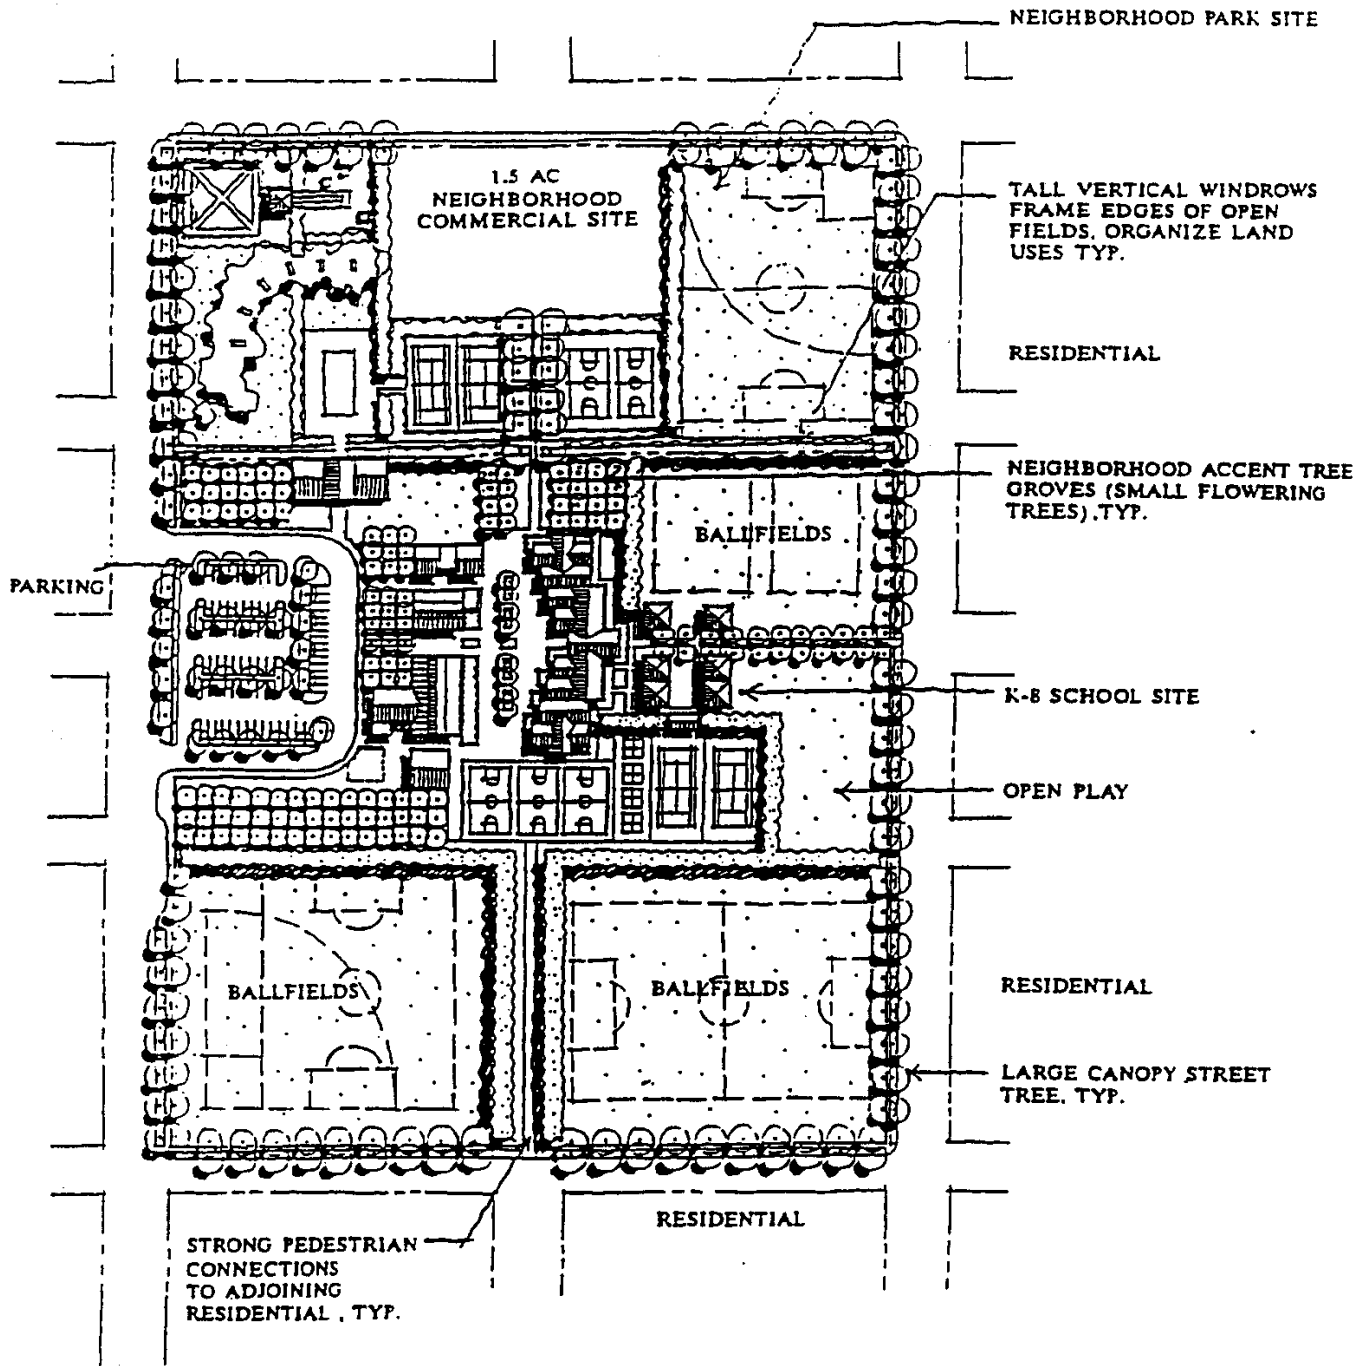 NEIGHBORHOOD PARK SITE
1.5 AC
NEIGHBORHOOD
COMMERCIAL SITE
TALL VERTICAL WINDROWS
FRAME EDGES OF OPEN
FIELDS, ORGANIZE LAND
USES TYP.
RESIDENTIAL
NEIGHBORHOOD ACCENT TREE
GROVES (SMALL FLOWERING
TREES), TYP.
BALLFIELDS
PARKING
K-8 SCHOOL SITE
OPEN PLAY
BALLFIELDS
BALLFIELDS
RESIDENTIAL
LARGE CANOPY STREET
TREE, TYP.
RESIDENTIAL
STRONG PEDESTRIAN
CONNECTIONS
TO ADJOINING
RESIDENTIAL, TYP.